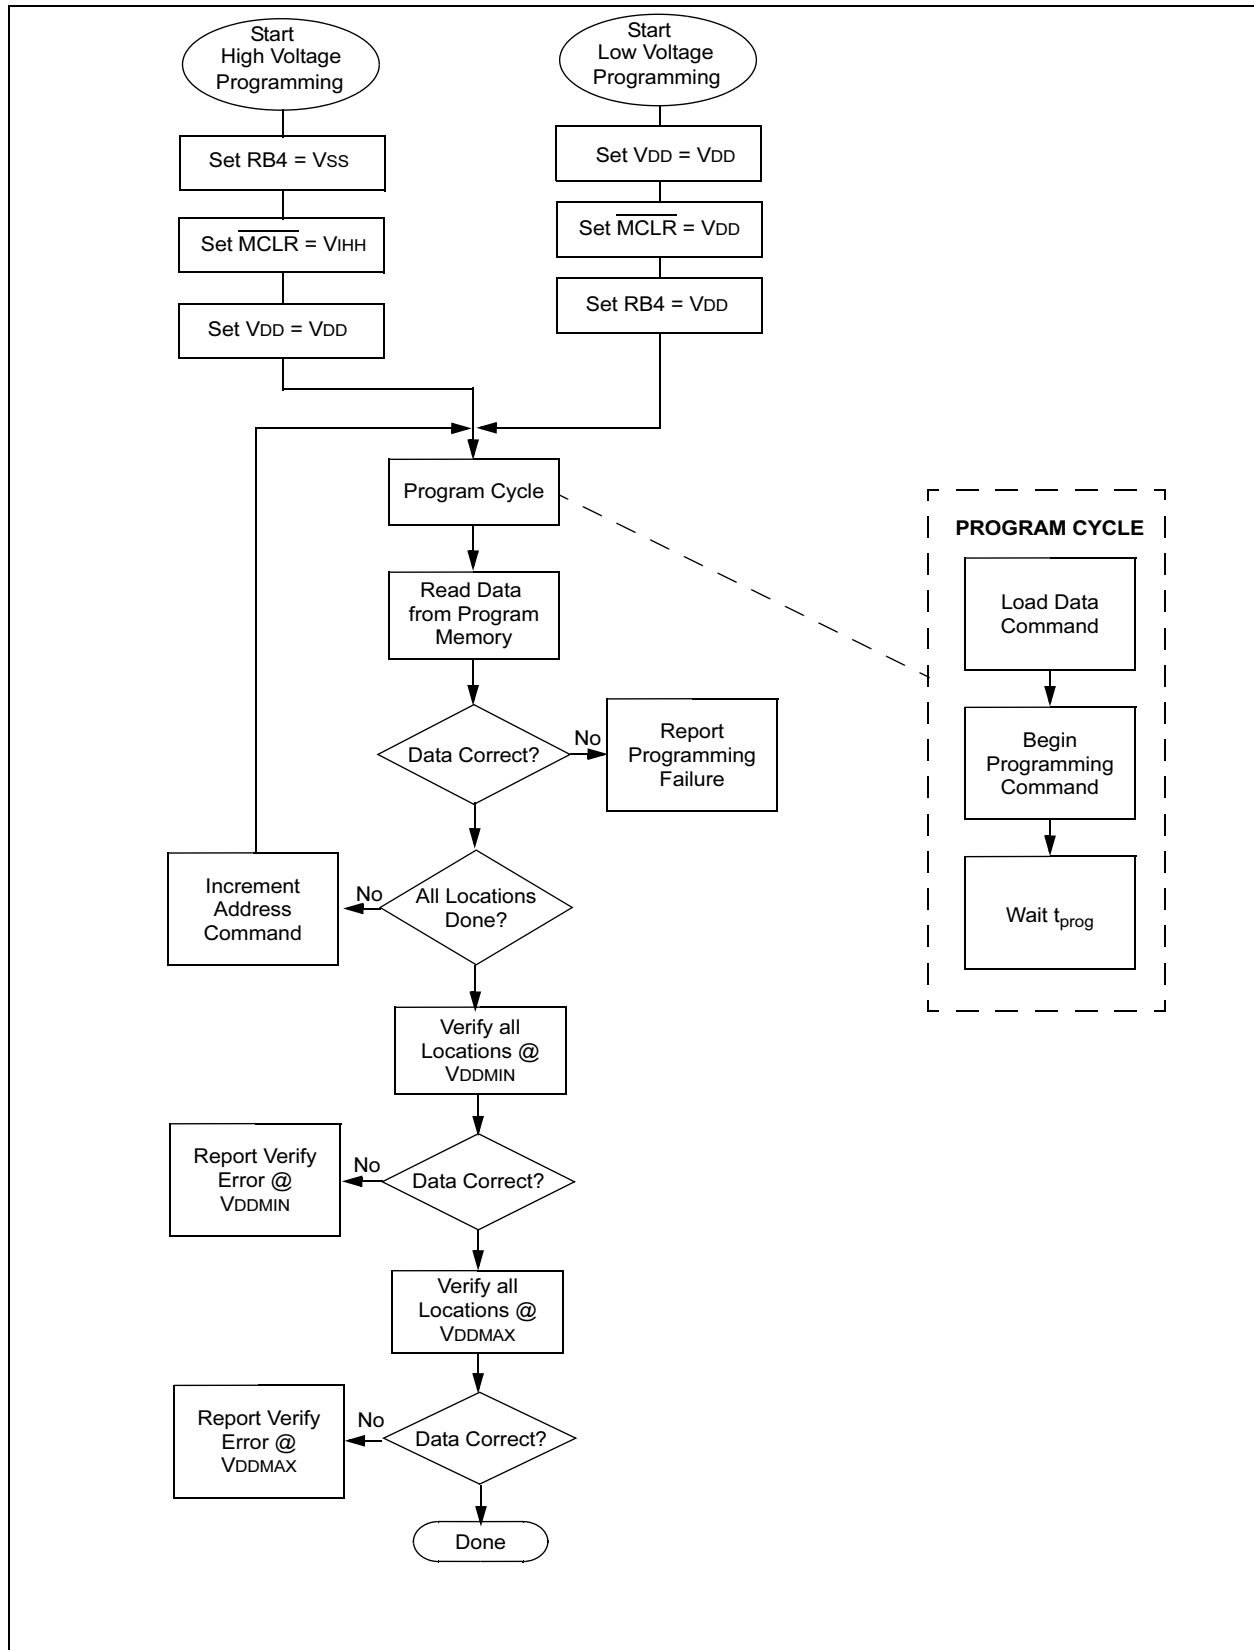 Start
High Voltage
Programming
Start
Low Voltage
Programming
Set RB4 = VSS
Set VDD = VDD
Set M̅C̅L̅R̅ = VIHH
Set M̅C̅L̅R̅ = VDD
Set VDD = VDD
Set RB4 = VDD
Program Cycle
PROGRAM CYCLE
Load Data
Command
Begin
Programming
Command
Wait tprog
Read Data
from Program
Memory
Data Correct?
No
Report
Programming
Failure
All Locations
Done?
No
Increment
Address
Command
Verify all
Locations @
VDDMIN
Data Correct?
No
Report Verify
Error @
VDDMIN
Verify all
Locations @
VDDMAX
Data Correct?
No
Report Verify
Error @
VDDMAX
Done